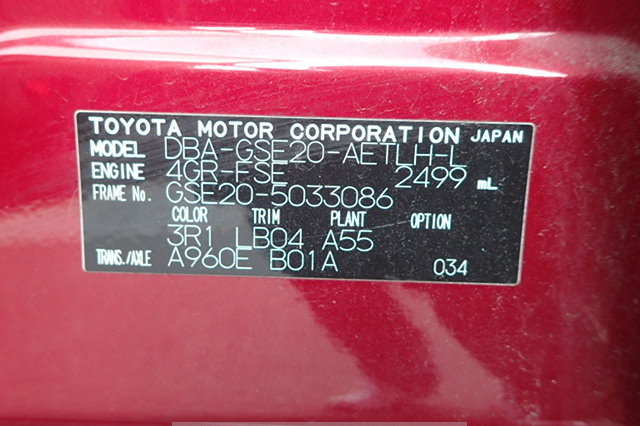 TOYOTA MOTOR CORPORATION JAPAN
MODEL DBA-GSE20-AETLH-L
ENGINE 4GR-FSE 2499 mL
FRAME No. GSE20-5033086
COLOR TRIM PLANT OPTION
3R1 LB04 A55
TRANS./AXLE A960E B01A 034